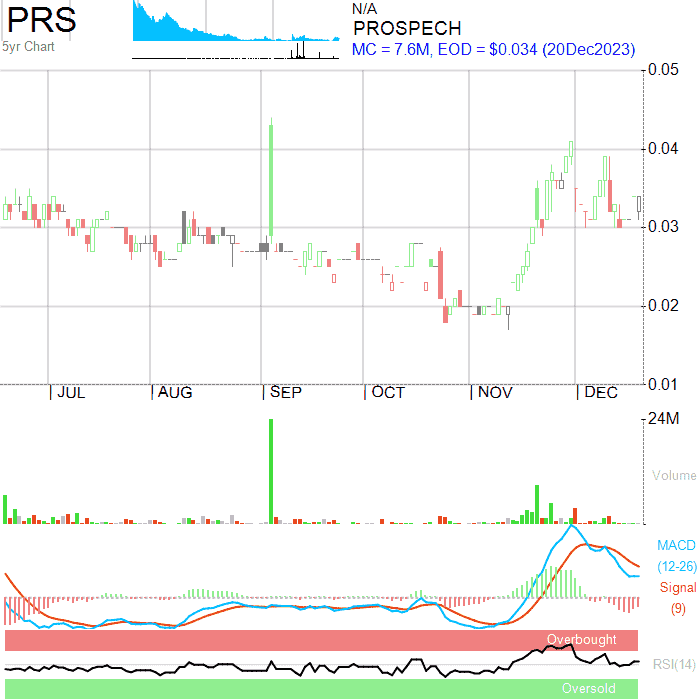 PRS
5yr Chart
N/A
PROSPECH
MC = 7.6M, EOD = $0.034 (20Dec2023)
0.05
0.04
0.03
0.02
0.01
JUL AUG SEP OCT NOV DEC
24M
Volume
MACD
(12-26)
Signal
(9)
Overbought
RSI(14)
Oversold